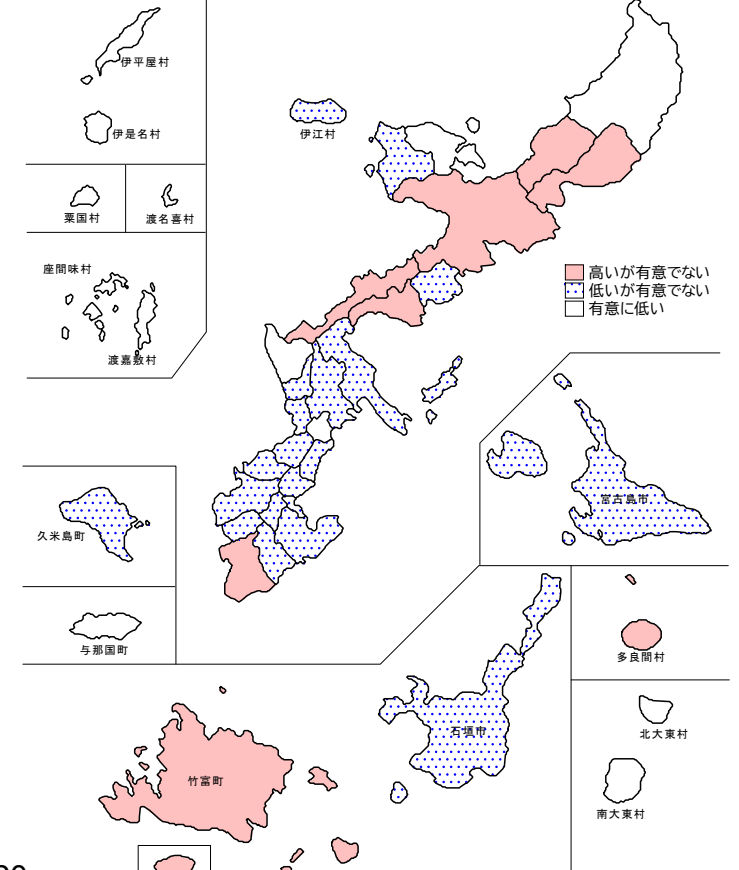 伊平屋村
伊是名村
伊江村
粟国村
渡名喜村
座間味村
渡嘉敷村
高いが有意でない
低いが有意でない
有意に低い
久米島町
宮古島市
与那国町
多良間村
石垣市
北大東村
竹富町
南大東村